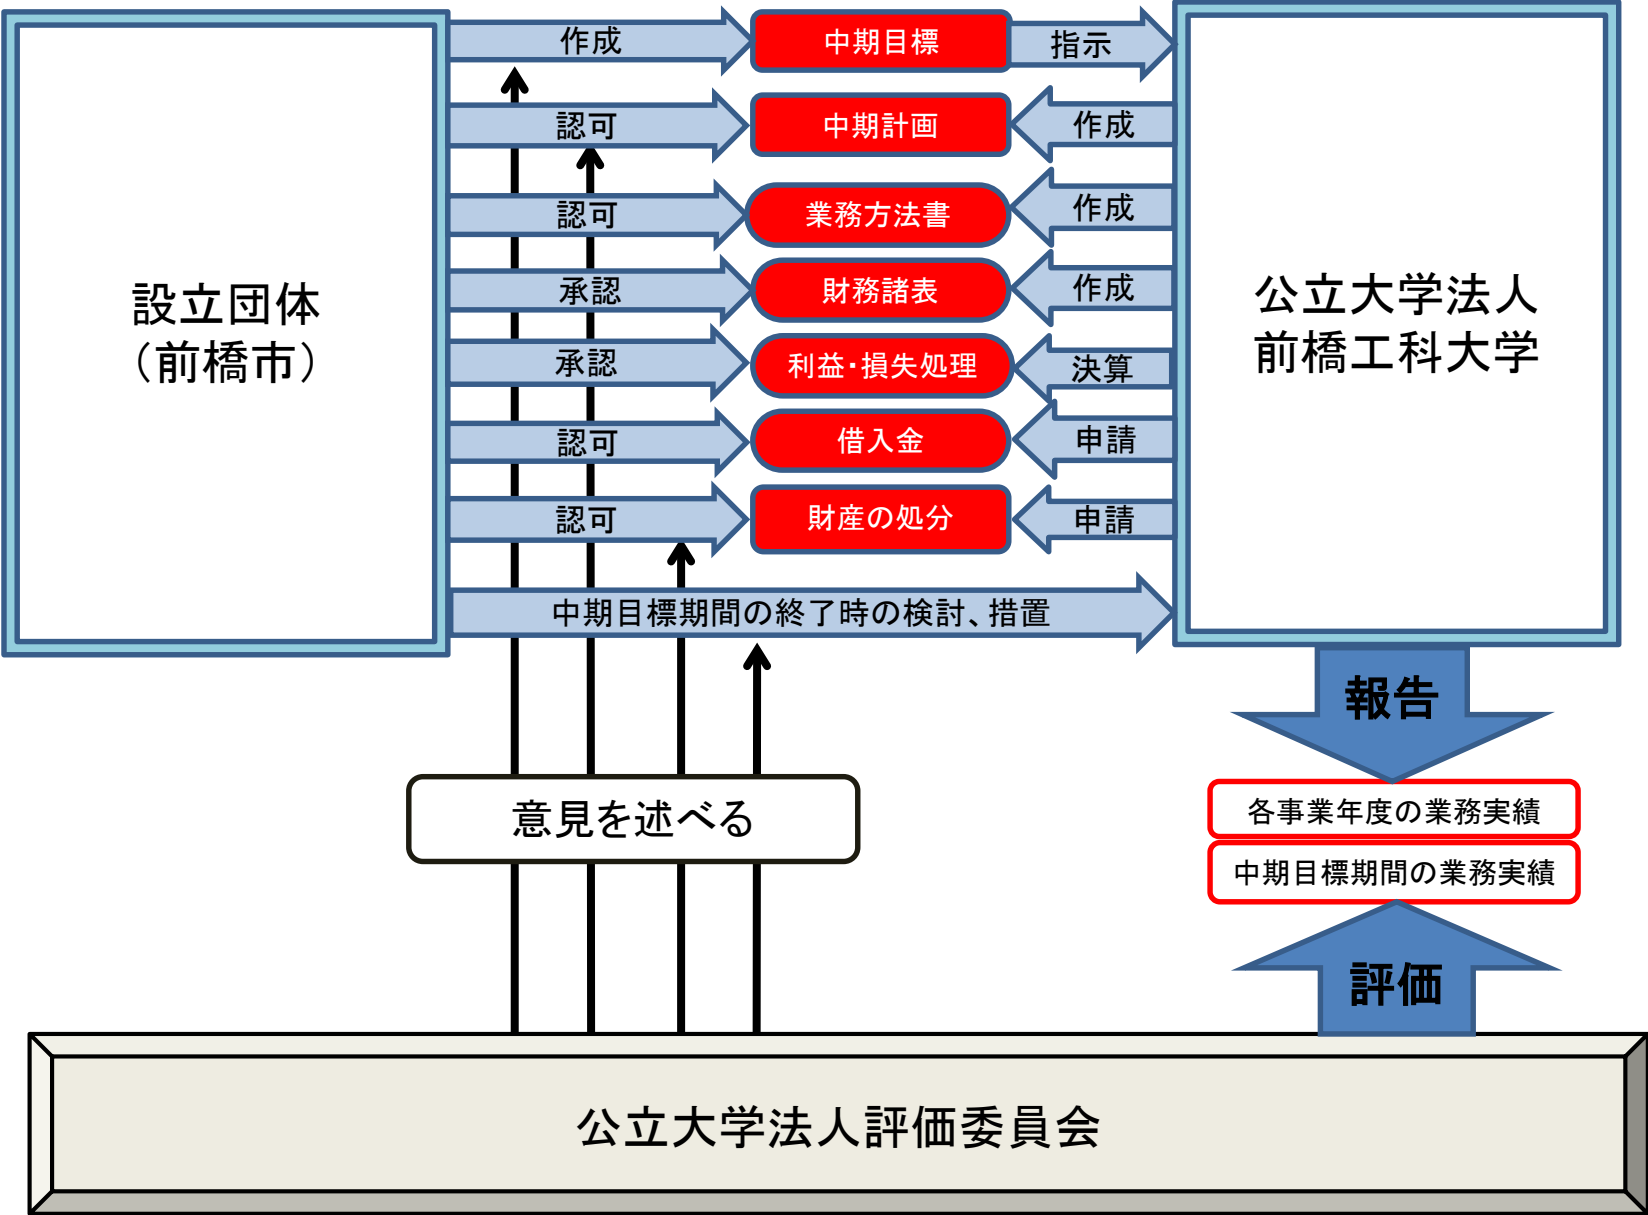 設立団体
（前橋市）
作成
中期目標
指示
認可
中期計画
作成
認可
業務方法書
作成
承認
財務諸表
作成
承認
利益・損失処理
決算
認可
借入金
申請
認可
財産の処分
申請
中期目標期間の終了時の検討、措置
公立大学法人
前橋工科大学
報告
各事業年度の業務実績
中期目標期間の業務実績
評価
意見を述べる
公立大学法人評価委員会